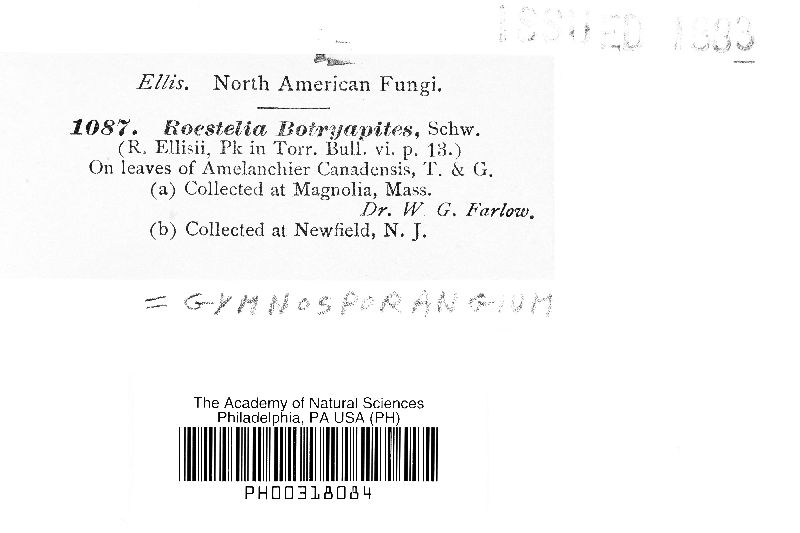 ISSUED 1883
Ellis. North American Fungi.
1087. Roestelia Botryapites, Schw.
(R. Ellisii, Pk in Torr. Bull. vi. p. 13.)
On leaves of Amelanchier Canadensis, T. & G.
(a) Collected at Magnolia, Mass.
Dr. W. G. Farlow.
(b) Collected at Newfield, N. J.
= GYMNOSPORANGIUM
The Academy of Natural Sciences
Philadelphia, PA USA (PH)
PH00318084